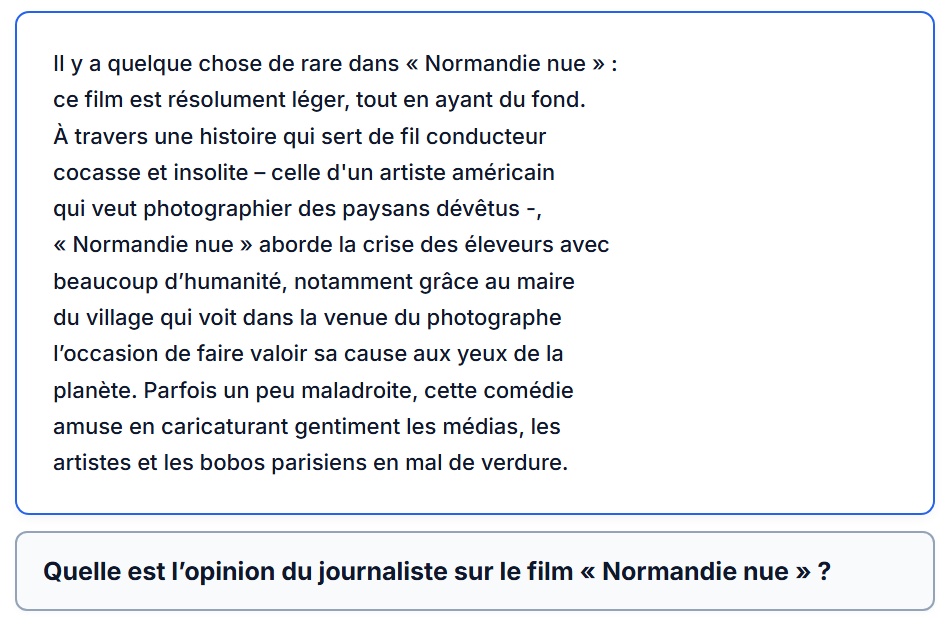 Il y a quelque chose de rare dans « Normandie nue » :
ce film est résolument léger, tout en ayant du fond.
À travers une histoire qui sert de fil conducteur
cocasse et insolite – celle d'un artiste américain
qui veut photographier des paysans dévêtus -,
« Normandie nue » aborde la crise des éleveurs avec
beaucoup d’humanité, notamment grâce au maire
du village qui voit dans la venue du photographe
l’occasion de faire valoir sa cause aux yeux de la
planète. Parfois un peu maladroite, cette comédie
amuse en caricaturant gentiment les médias, les
artistes et les bobos parisiens en mal de verdure.
Quelle est l’opinion du journaliste sur le film « Normandie nue » ?